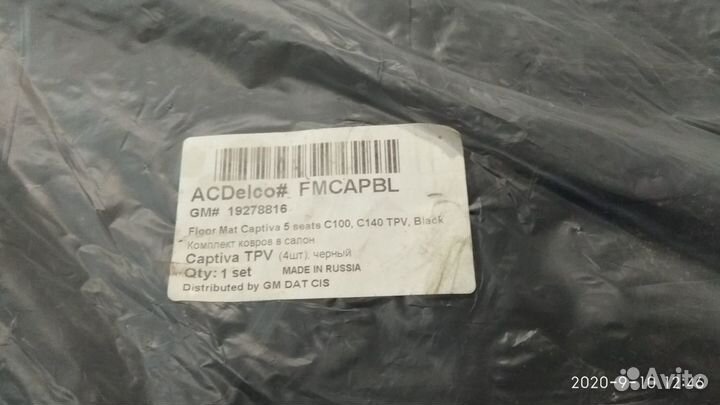 ACDelco# FMCAPBL
GM# 19278816
Floor Mat Captiva 5 seats C100, C140 TPV, Black
Комплект ковров в салон
Captiva TPV (4шт), черный
Qty: 1 set MADE IN RUSSIA
Distributed by GM DAT CIS
2020-9-10 12:46
Avito